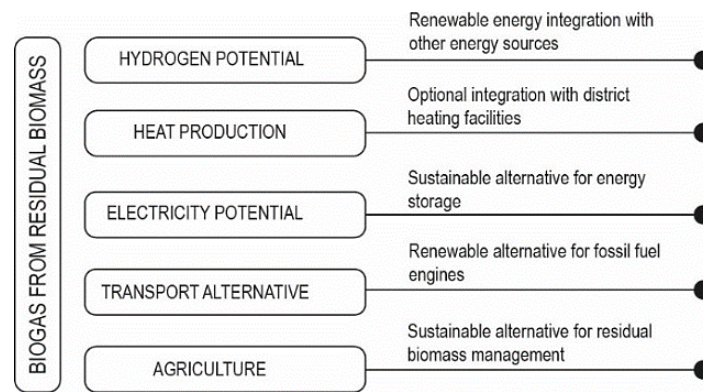 BIOGAS FROM RESIDUAL BIOMASS
HYDROGEN POTENTIAL
Renewable energy integration with
other energy sources
HEAT PRODUCTION
Optional integration with district
heating facilities
ELECTRICITY POTENTIAL
Sustainable alternative for energy
storage
TRANSPORT ALTERNATIVE
Renewable alternative for fossil fuel
engines
AGRICULTURE
Sustainable alternative for residual
biomass management